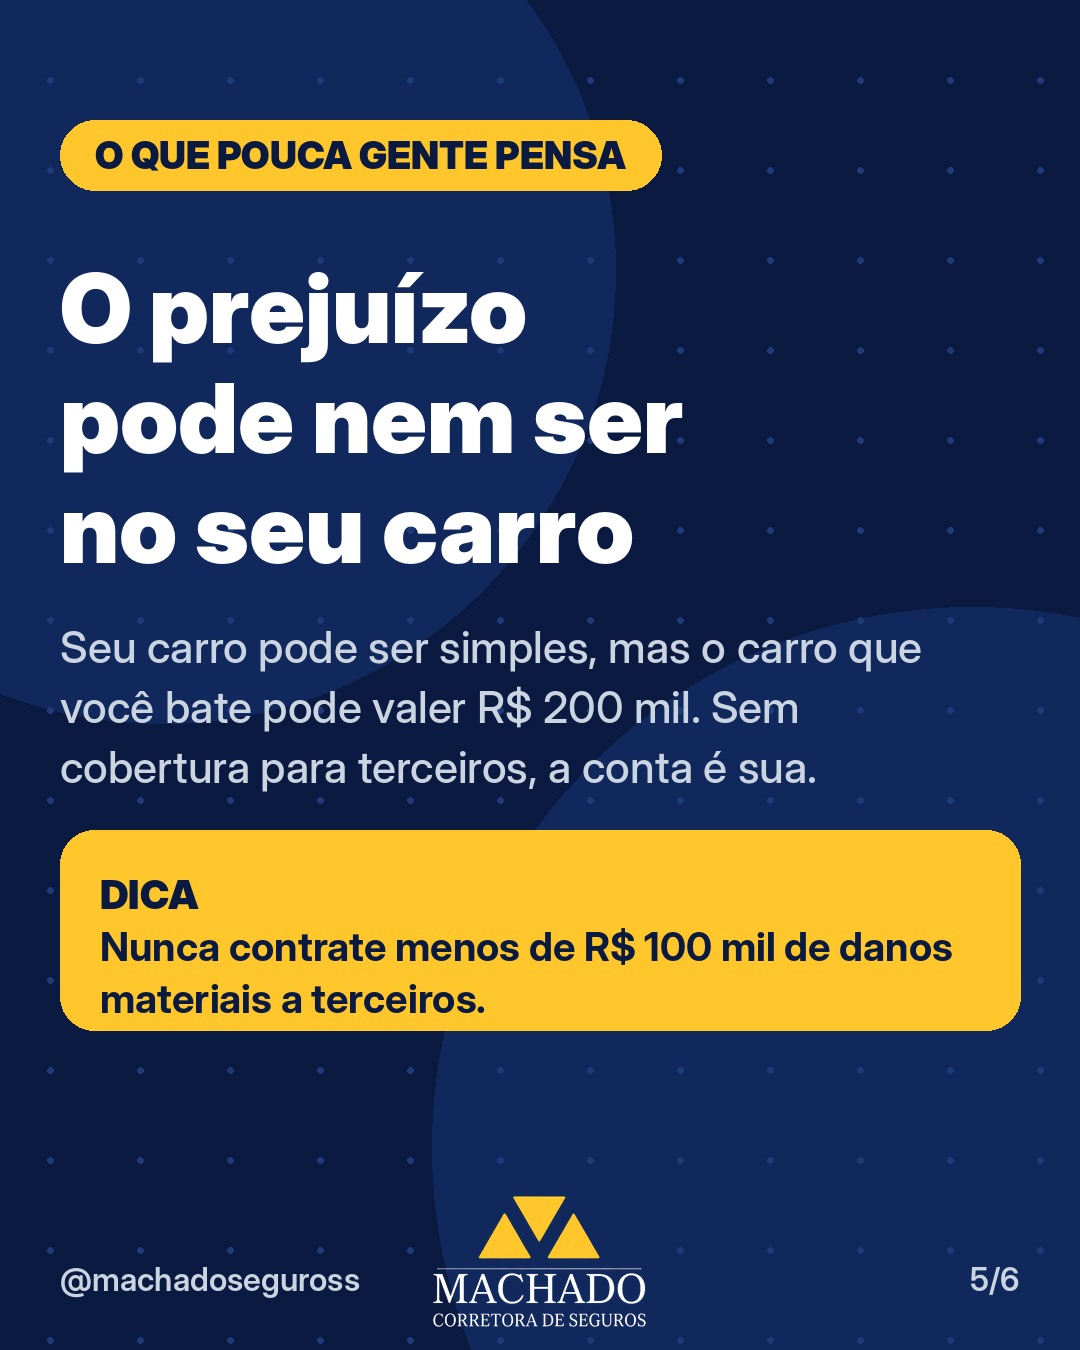 O QUE POUCA GENTE PENSA
O prejuízo
pode nem ser
no seu carro
Seu carro pode ser simples, mas o carro que
você bate pode valer R$ 200 mil. Sem
cobertura para terceiros, a conta é sua.
DICA
Nunca contrate menos de R$ 100 mil de danos
materiais a terceiros.
@machadoseguross
MACHADO
CORRETORA DE SEGUROS
5/6